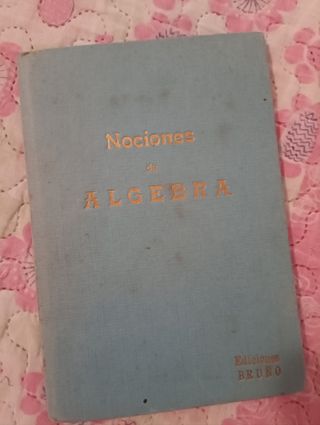 Nociones
de
ALGEBRA
Ediciones
BRUÑO